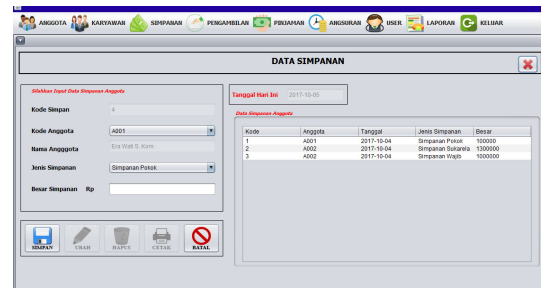 ANGGOTA KARYAWAN SIMPANAN PENGAMBILAN PINJAMAN ANGSURAN USER LAPORAN KELUAR
DATA SIMPANAN
Silahkan Input Data Simpanan Anggota
Kode Simpan 4
Kode Anggota A001
Nama Angggota Era Wati S. Kom
Jenis Simpanan Simpanan Pokok
Besar Simpanan Rp
SIMPAN UBAH HAPUS CETAK BATAL
Tanggal Hari Ini 2017-10-05
Data Simpanan Anggota
Kode Anggota Tanggal Jenis Simpanan Besar
1 A001 2017-10-04 Simpanan Pokok 100000
2 A002 2017-10-04 Simpanan Sukarela 1300000
3 A002 2017-10-04 Simpanan Wajib 1000000